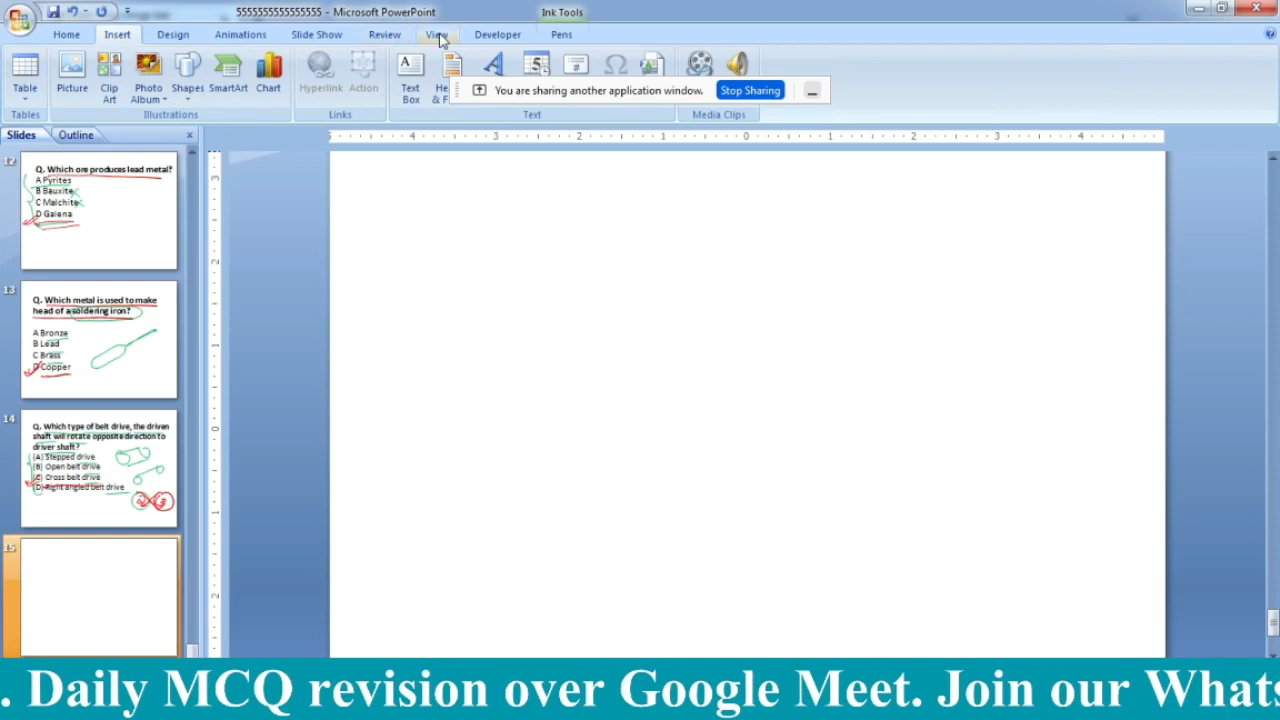 5555555555555555 - Microsoft PowerPoint
Ink Tools
Home Insert Design Animations Slide Show Review View Developer Pens
Table
Picture
Clip Art
Photo Album
Shapes
SmartArt
Chart
Hyperlink
Action
Text Box
You are sharing another application window.
Stop Sharing
Tables
Illustrations
Links
Text
Media Clips
Slides Outline
12
Q. Which ore produces lead metal?
A Pyrites
B Bauxite
C Malchite
D Galena
13
Q. Which metal is used to make
head of a soldering iron?
A Bronze
B Lead
C Brass
D Copper
14
Q. Which type of belt drive, the driven
shaft will rotate opposite direction to
driver shaft?
(A) Stepped drive
(B) Open belt drive
(C) Cross belt drive
(D) Right angled belt drive
15
. Daily MCQ revision over Google Meet. Join our Whats